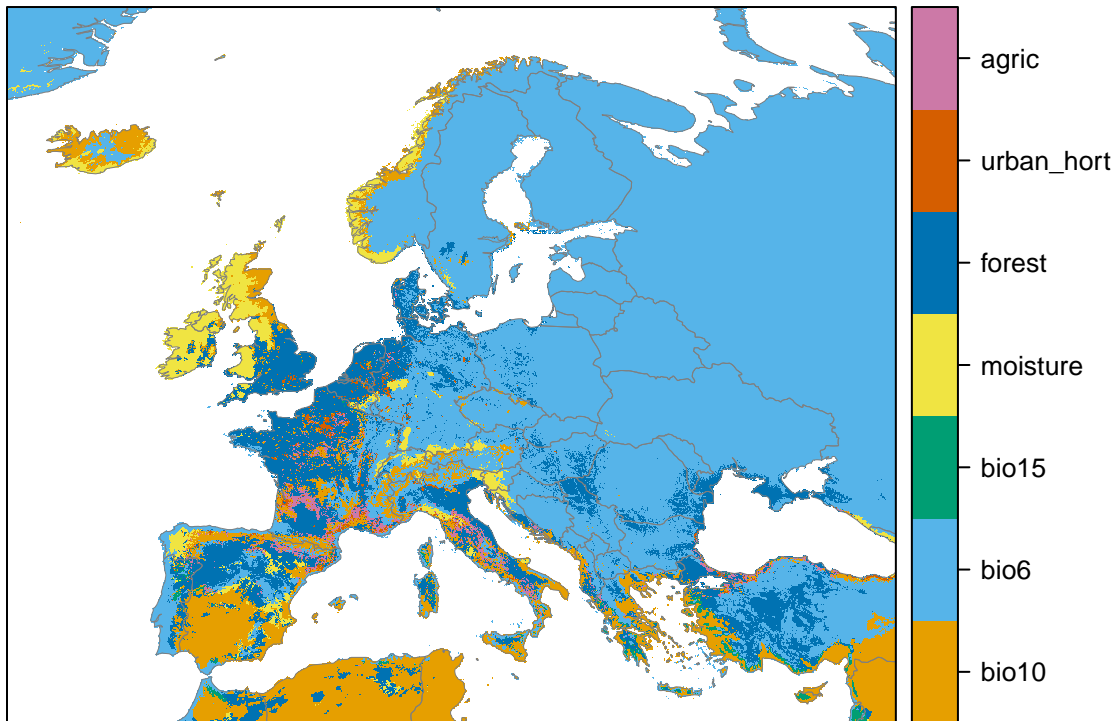 agric
urban_hort
forest
moisture
bio15
bio6
bio10